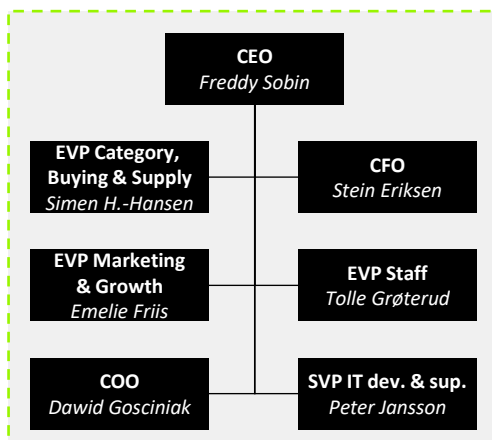 CEO
Freddy Sobin
EVP Category,
Buying & Supply
Simen H.-Hansen
CFO
Stein Eriksen
EVP Marketing
& Growth
Emelie Friis
EVP Staff
Tolle Grøterud
COO
Dawid Gosciniak
SVP IT dev. & sup.
Peter Jansson